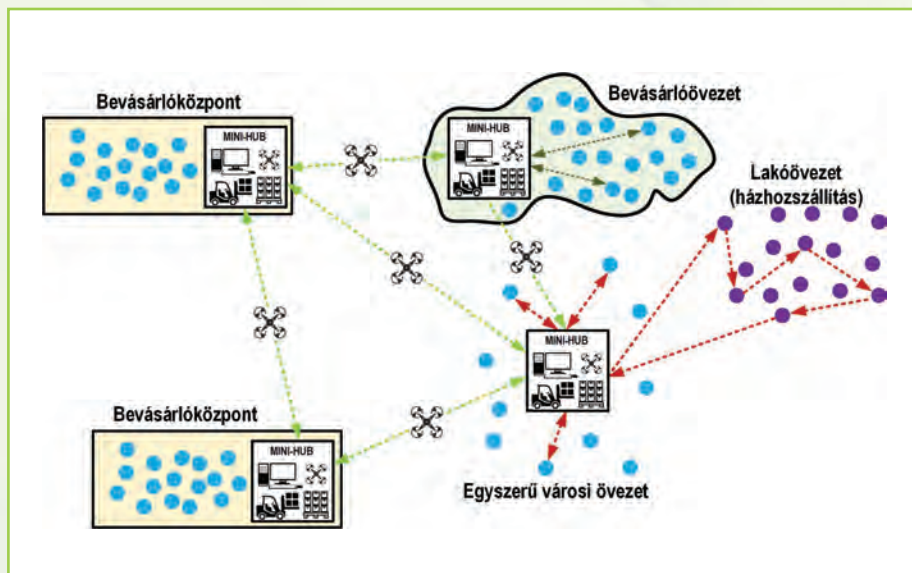 Bevásárlóközpont
MINI-HUB
Bevásárlóövezet
MINI-HUB
Lakóövezet
(házhozszállítás)
MINI-HUB
Bevásárlóközpont
MINI-HUB
Egyszerű városi övezet